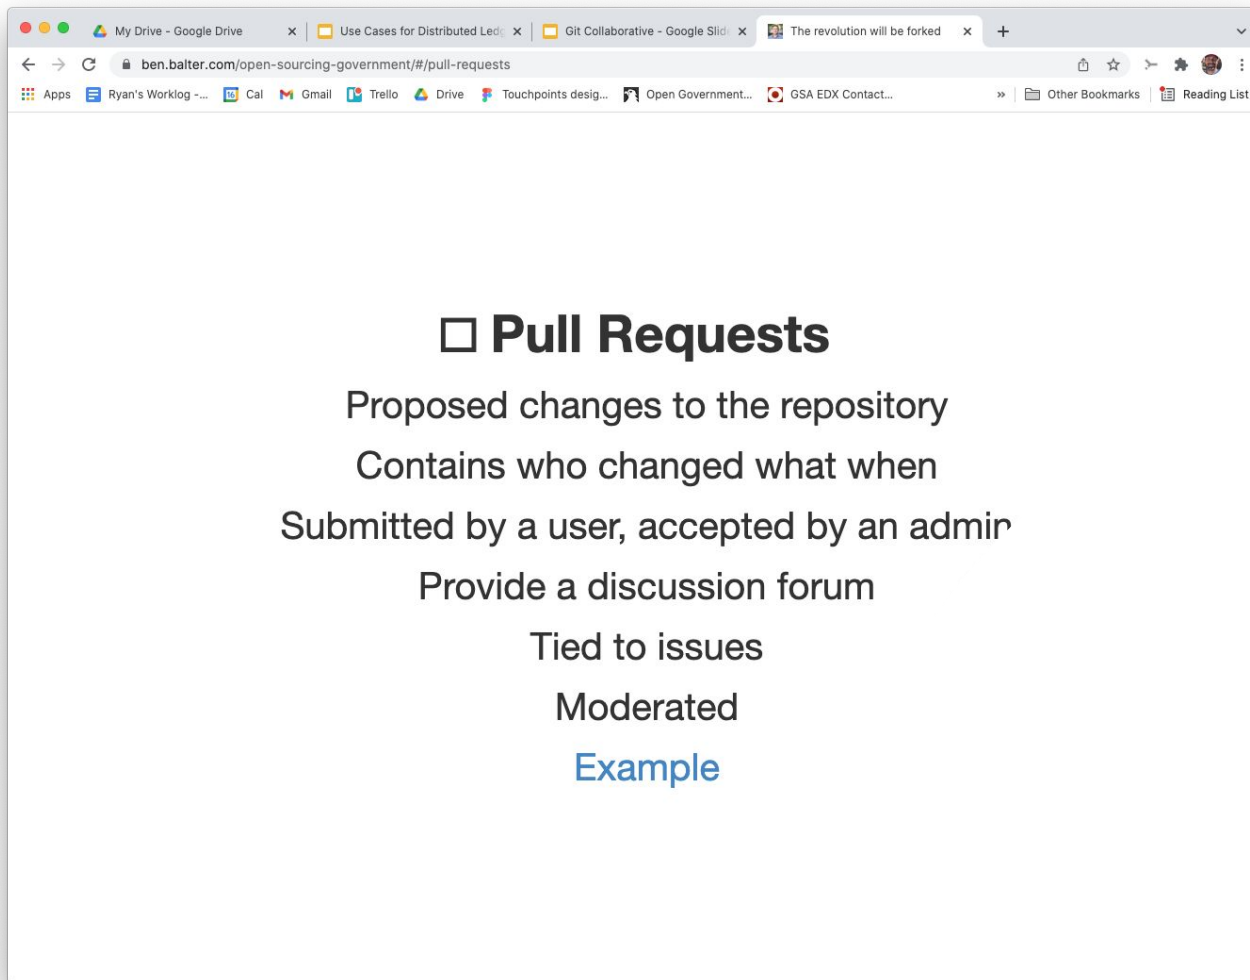 My Drive - Google Drive
Use Cases for Distributed Ledg
Git Collaborative - Google Slid
The revolution will be forked
ben.balter.com/open-sourcing-government/#/pull-requests
Apps
Ryan's Worklog -...
16
Cal
Gmail
Trello
Drive
Touchpoints desig...
Open Government...
GSA EDX Contact...
»
Other Bookmarks
Reading List
Pull Requests
Proposed changes to the repository
Contains who changed what when
Submitted by a user, accepted by an admin
Provide a discussion forum
Tied to issues
Moderated
Example